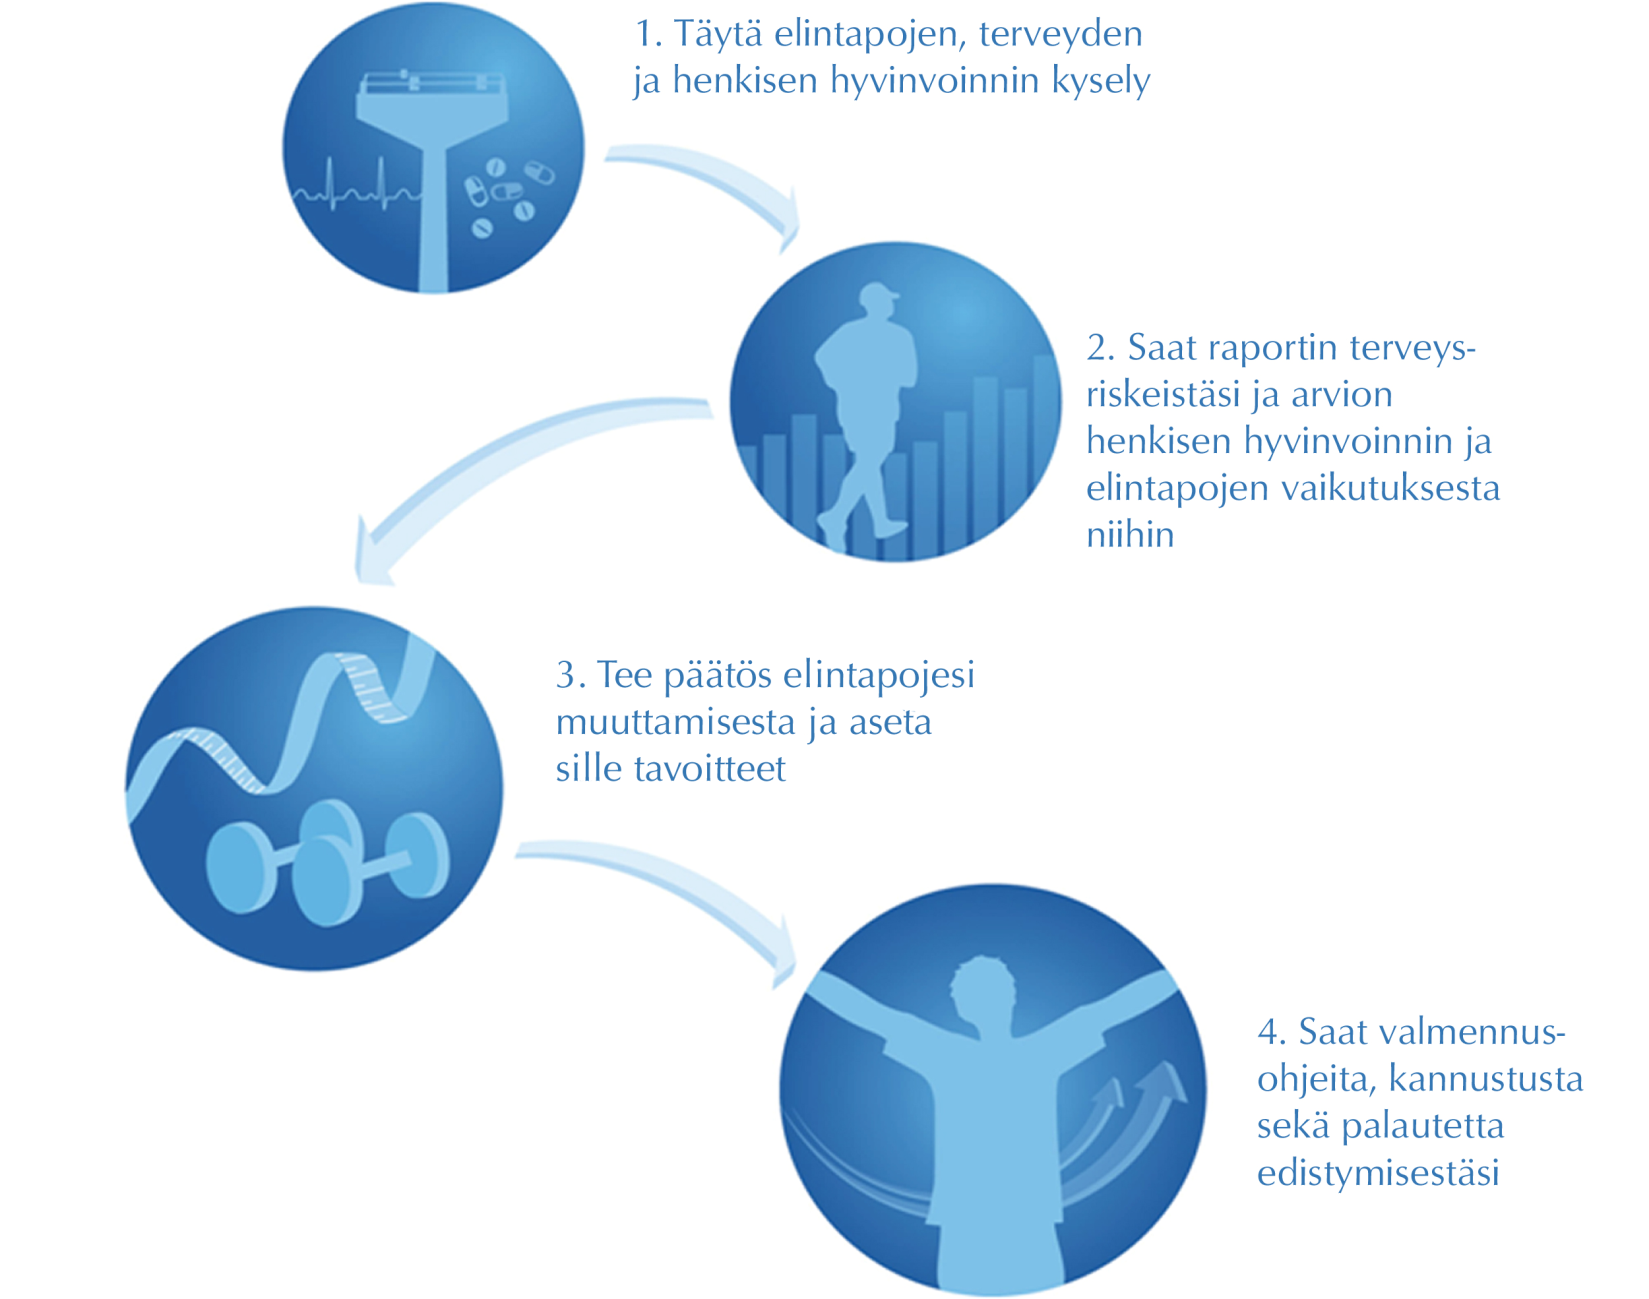 1. Täytä elintapojen, terveyden
ja henkisen hyvinvoinnin kysely
2. Saat raportin terveys-
riskeistäsi ja arvion
henkisen hyvinvoinnin ja
elintapojen vaikutuksesta
niihin
3. Tee päätös elintapojesi
muuttamisesta ja aseta
sille tavoitteet
4. Saat valmennus-
ohjeita, kannustusta
sekä palautetta
edistymisestäsi